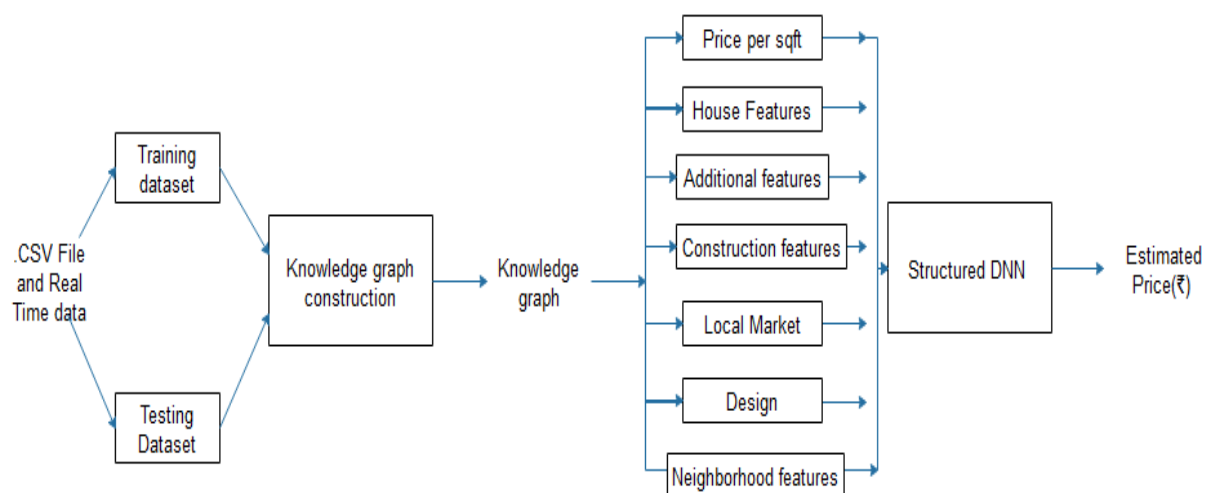 Training
dataset
.CSV File
and Real
Time data
Testing
Dataset
Knowledge graph
construction
Knowledge
graph
Price per sqft
House Features
Additional features
Construction features
Local Market
Design
Neighborhood features
Structured DNN
Estimated
Price(₹)